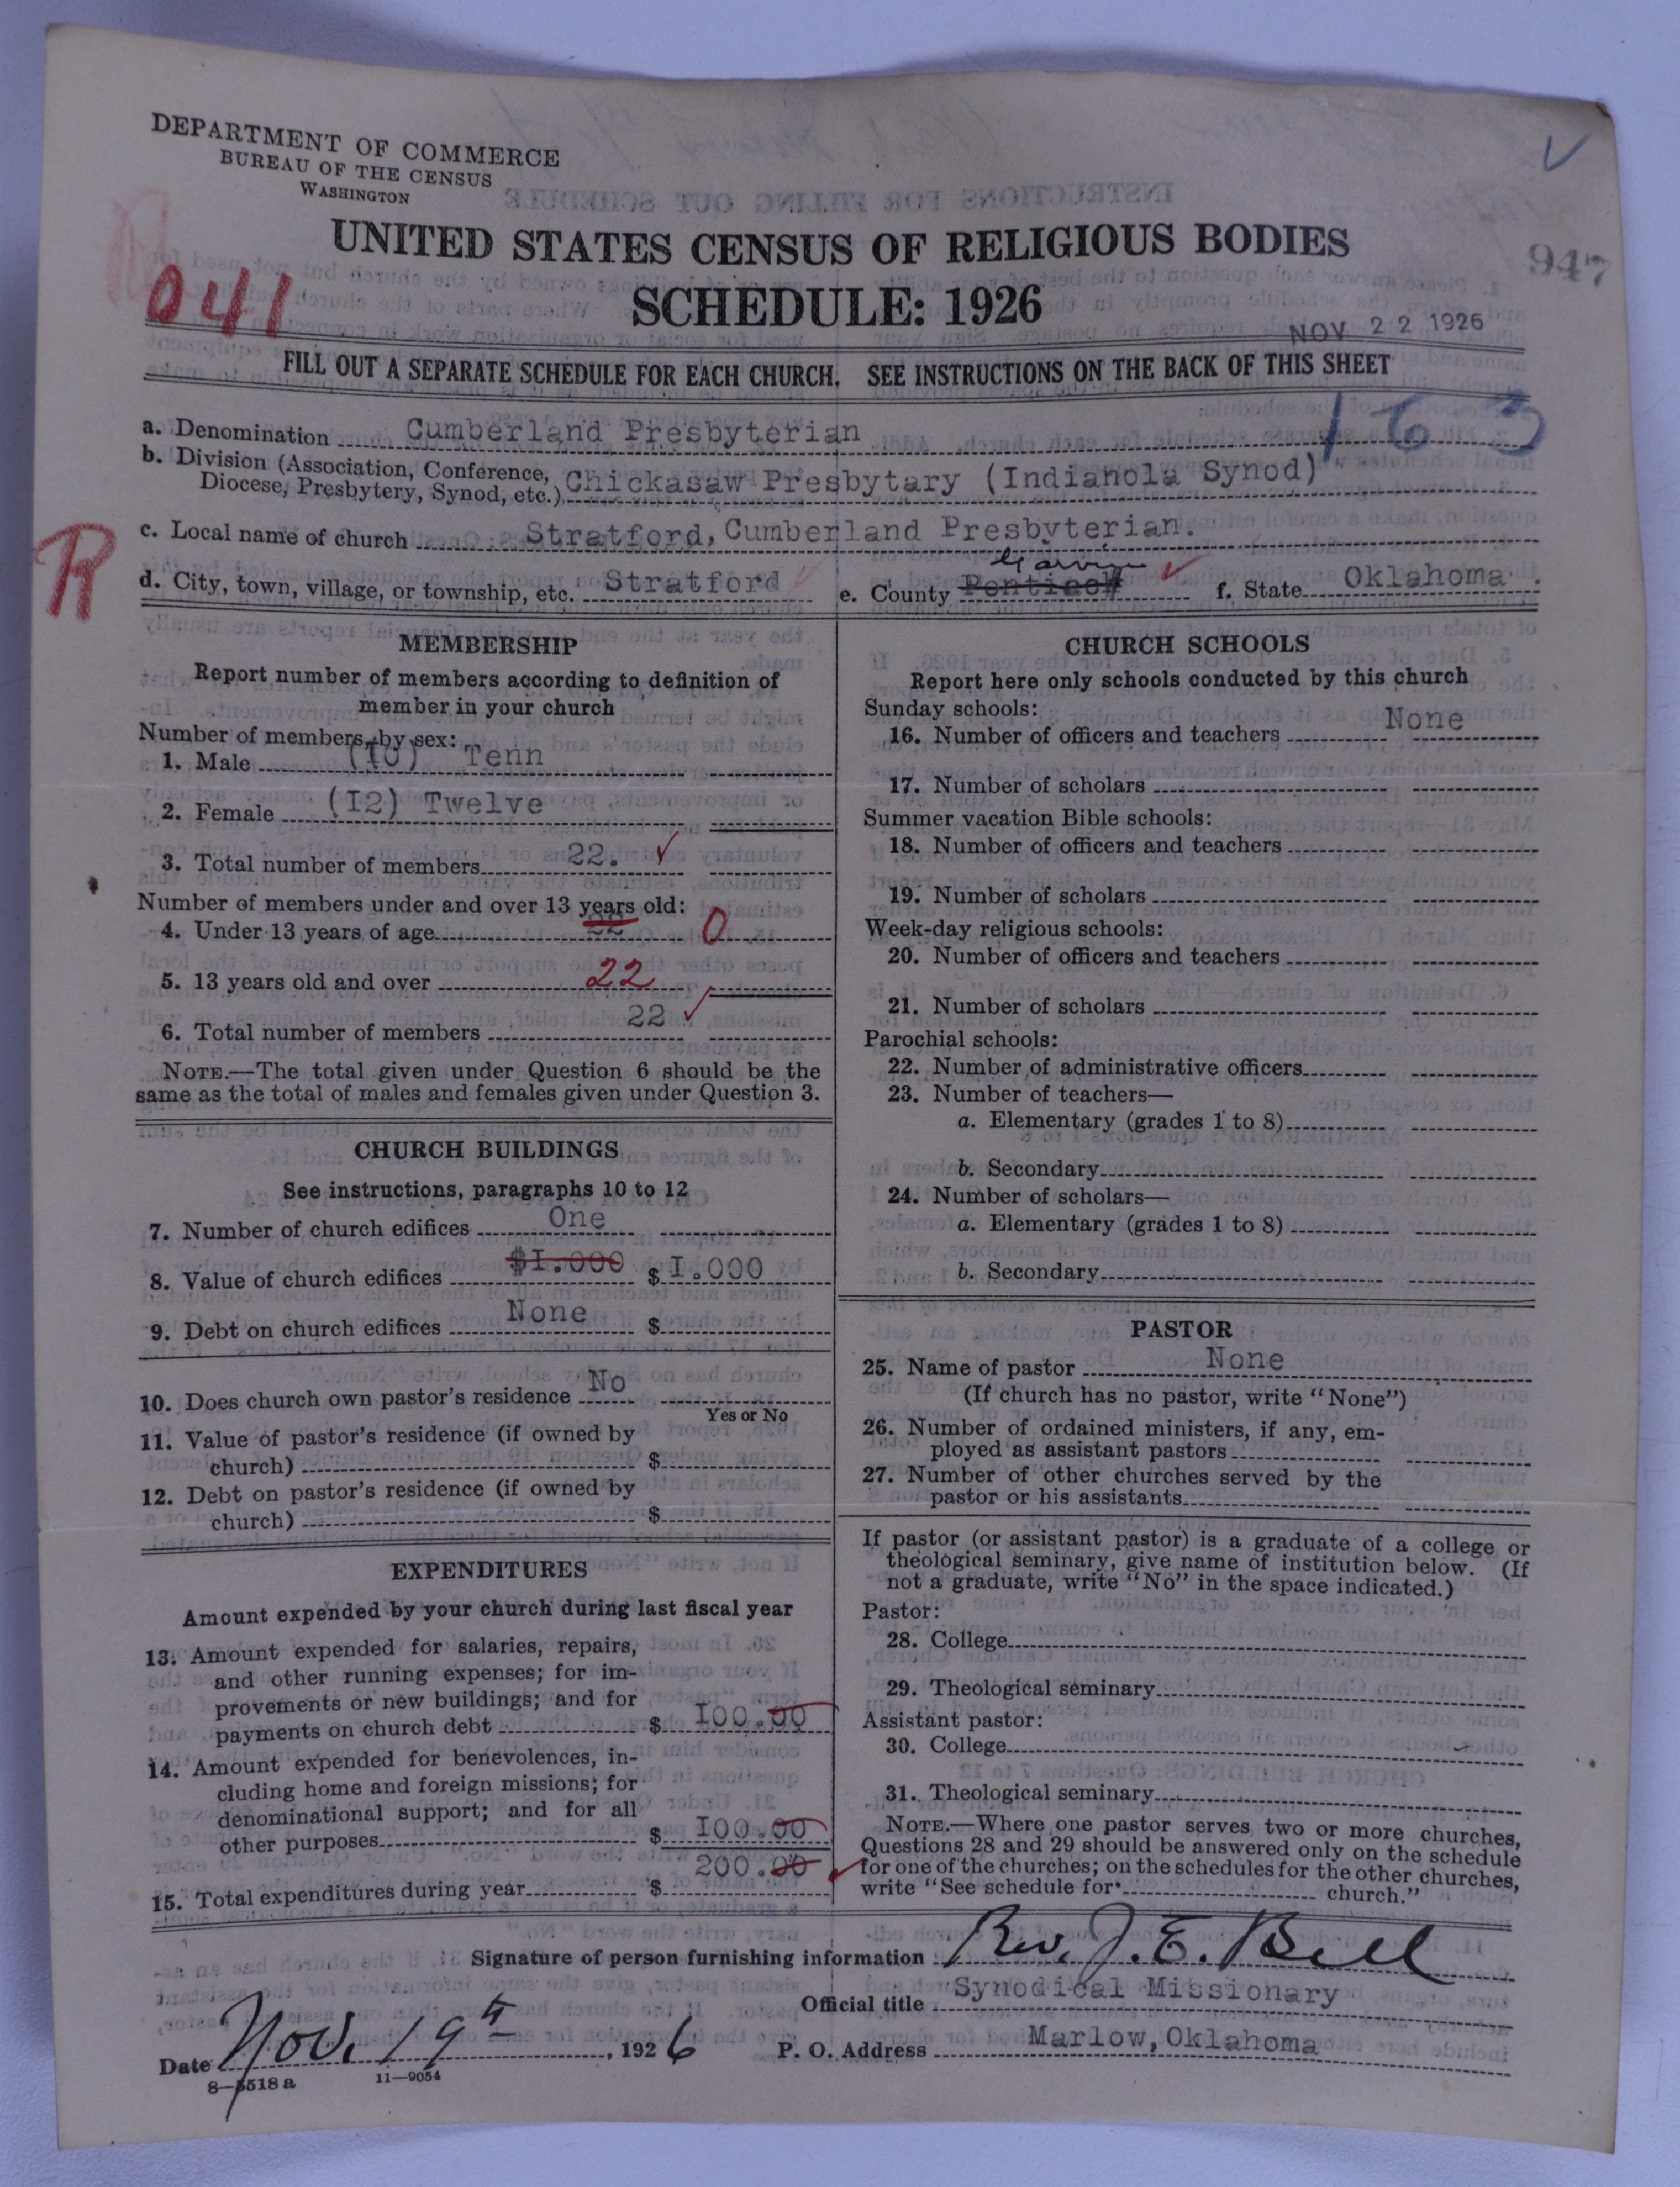 DEPARTMENT OF COMMERCE
BUREAU OF THE CENSUS
WASHINGTON
UNITED STATES CENSUS OF RELIGIOUS BODIES
947
041
SCHEDULE: 1926
NOV 22 1926
FILL OUT A SEPARATE SCHEDULE FOR EACH CHURCH. SEE INSTRUCTIONS ON THE BACK OF THIS SHEET
a. Denomination Cumberland Presbyterian
b. Division (Association, Conference, Diocese, Presbytery, Synod, etc.) Chickasaw Presbytary (Indianola Synod)
R
c. Local name of church Stratford, Cumberland Presbyterian.
d. City, town, village, or township, etc. Stratford e. County Garvin f. State Oklahoma.
MEMBERSHIP
Report number of members according to definition of
member in your church
Number of members, by sex:
1. Male (10) Tenn
2. Female (I2) Twelve
3. Total number of members 22.
Number of members under and over 13 years old:
4. Under 13 years of age 22 0
5. 13 years old and over 22
6. Total number of members 22
NOTE.—The total given under Question 6 should be the
same as the total of males and females given under Question 3.
CHURCH BUILDINGS
See instructions, paragraphs 10 to 12
7. Number of church edifices One
8. Value of church edifices $I.000 $ I.000
9. Debt on church edifices None $
10. Does church own pastor's residence No
Yes or No
11. Value of pastor's residence (if owned by
church) $
12. Debt on pastor's residence (if owned by
church) $
EXPENDITURES
Amount expended by your church during last fiscal year
13. Amount expended for salaries, repairs,
and other running expenses; for im-
provements or new buildings; and for
payments on church debt $ I00.00
14. Amount expended for benevolences, in-
cluding home and foreign missions; for
denominational support; and for all
other purposes $ I00.00
15. Total expenditures during year $ 200.00
CHURCH SCHOOLS
Report here only schools conducted by this church
Sunday schools:
16. Number of officers and teachers None
17. Number of scholars
Summer vacation Bible schools:
18. Number of officers and teachers
19. Number of scholars
Week-day religious schools:
20. Number of officers and teachers
21. Number of scholars
Parochial schools:
22. Number of administrative officers
23. Number of teachers—
a. Elementary (grades 1 to 8)
b. Secondary
24. Number of scholars—
a. Elementary (grades 1 to 8)
b. Secondary
PASTOR
25. Name of pastor None
(If church has no pastor, write "None")
26. Number of ordained ministers, if any, em-
ployed as assistant pastors
27. Number of other churches served by the
pastor or his assistants
If pastor (or assistant pastor) is a graduate of a college or
theological seminary, give name of institution below. (If
not a graduate, write "No" in the space indicated.)
Pastor:
28. College
29. Theological seminary
Assistant pastor:
30. College
31. Theological seminary
NOTE.—Where one pastor serves two or more churches,
Questions 28 and 29 should be answered only on the schedule
for one of the churches; on the schedules for the other churches,
write "See schedule for church."
Signature of person furnishing information Rev. J. E. Bell
Official title Synodical Missionary
Date Nov. 19th, 1926 P. O. Address Marlow, Oklahoma
8—5518 a 11—9054